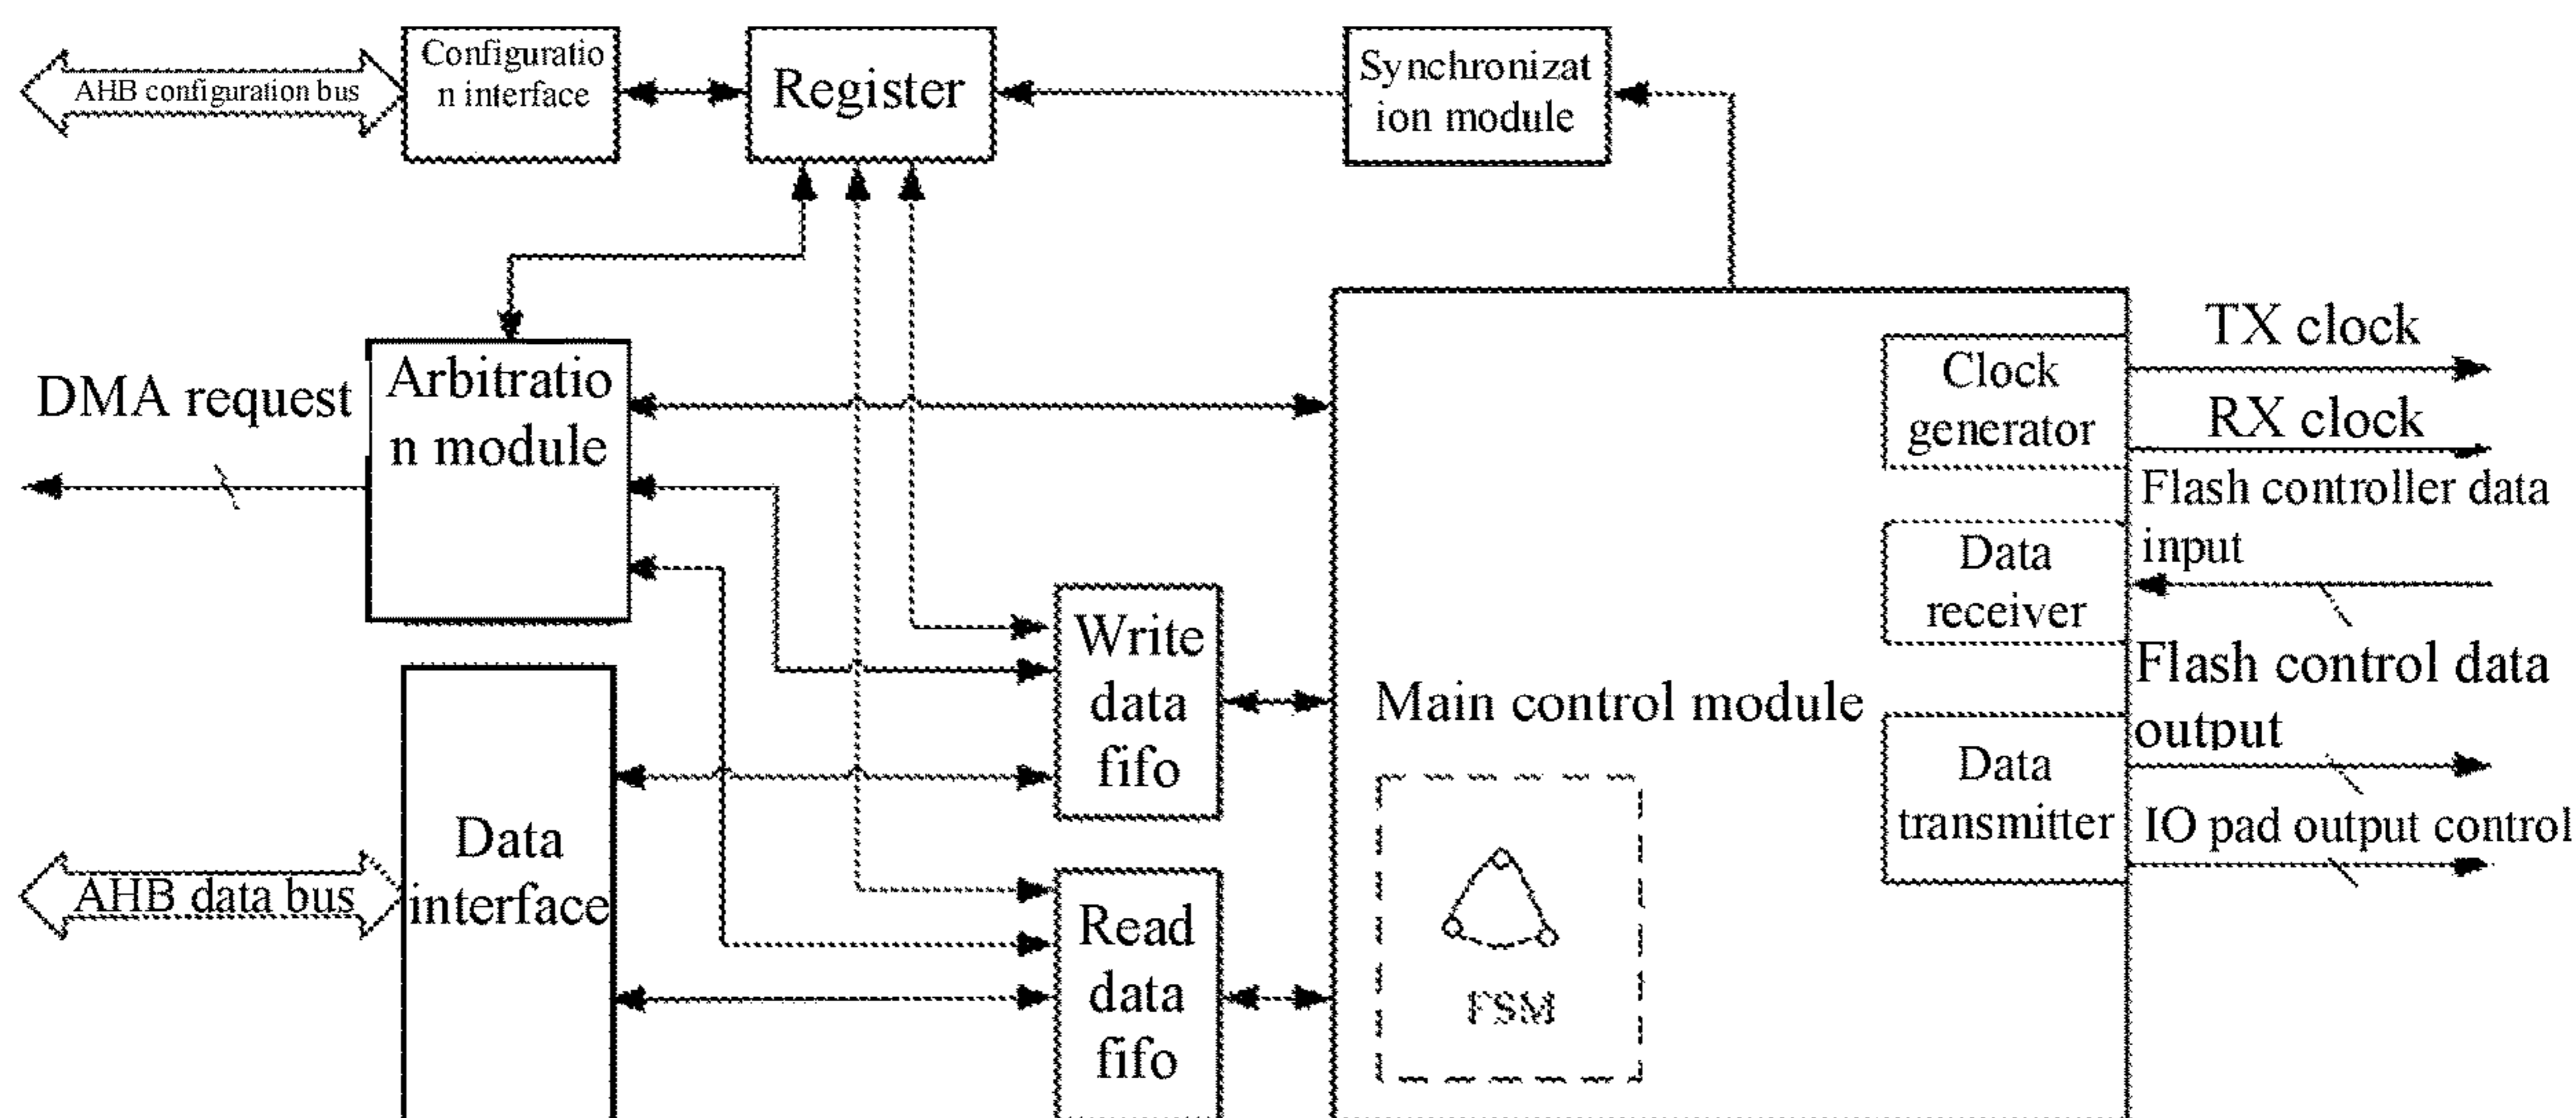 AHB configuration bus
Configuratio
n interface
Register
Synchronizat
ion module
DMA request
Arbitratio
n module
Clock
generator
TX clock
RX clock
Flash controller data
input
Data
receiver
Write
data
fifo
Main control module
Flash control data
output
Data
transmitter
IO pad output control
AHB data bus
Data
interface
Read
data
fifo
FSM